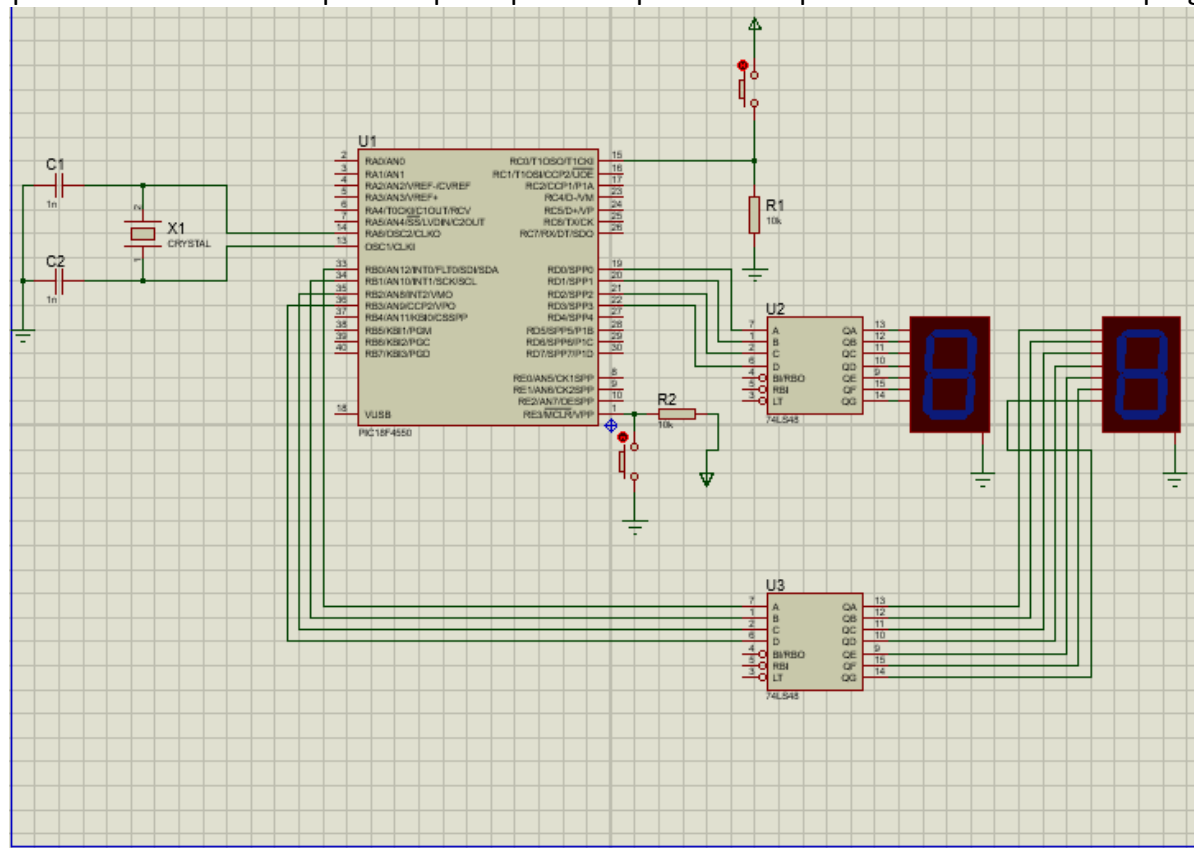 C1
1n
X1
CRYSTAL
C2
1n
2
1
U1
2 RA0/AN0
3 RA1/AN1
4 RA2/AN2/VREF-/CVREF
5 RA3/AN3/VREF+
6 RA4/T0CKI/C1OUT/RCV
7 RA5/AN4/SS/LVDIN/C2OUT
14 RA6/OSC2/CLKO
13 OSC1/CLKI
33 RB0/AN12/INT0/FLT0/SDI/SDA
34 RB1/AN10/INT1/SCK/SCL
35 RB2/AN8/INT2/VMO
36 RB3/AN9/CCP2/VPO
37 RB4/AN11/KBI0/CSSPP
38 RB5/KBI1/PGM
39 RB6/KBI2/PGC
40 RB7/KBI3/PGD
18 VUSB
RC0/T1OSO/T1CKI 15
RC1/T1OSI/CCP2/UOE 16
RC2/CCP1/P1A 17
RC4/D-/VM 23
RC5/D+/VP 24
RC6/TX/CK 25
RC7/RX/DT/SDO 26
RD0/SPP0 19
RD1/SPP1 20
RD2/SPP2 21
RD3/SPP3 22
RD4/SPP4 27
RD5/SPP5/P1B 28
RD6/SPP6/P1C 29
RD7/SPP7/P1D 30
RE0/AN5/CK1SPP 8
RE1/AN6/CK2SPP 9
RE2/AN7/OESPP 10
RE3/MCLR/VPP 1
PIC18F4550
R1
10k
R2
10k
U2
7 A QA 13
1 B QB 12
2 C QC 11
6 D QD 10
4 BI/RBO QE 9
5 RBI QF 15
3 LT QG 14
74LS48
U3
7 A QA 13
1 B QB 12
2 C QC 11
6 D QD 10
4 BI/RBO QE 9
5 RBI QF 15
3 LT QG 14
74LS48